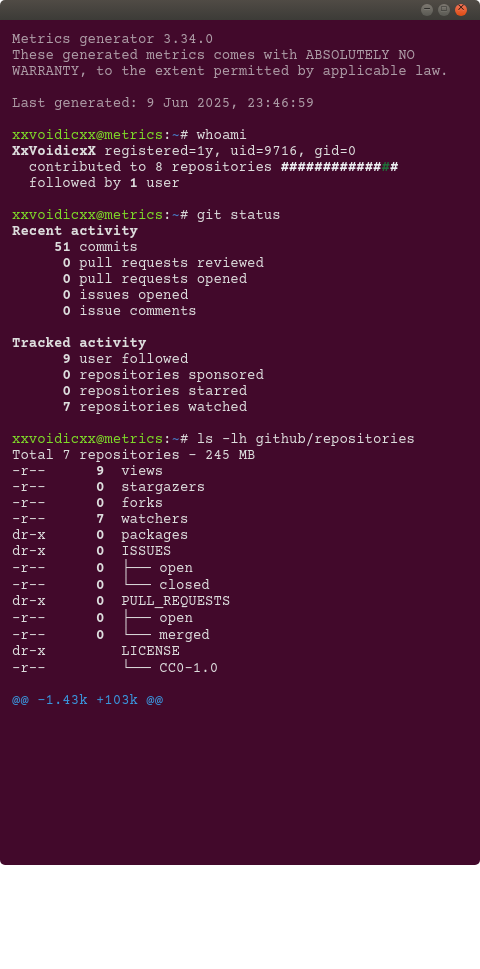 Metrics generator 3.34.0
These generated metrics comes with ABSOLUTELY NO
WARRANTY, to the extent permitted by applicable law.
Last generated: 9 Jun 2025, 23:46:59
xxvoidicxx@metrics:~# whoami
XxVoidicxX registered=1y, uid=9716, gid=0
contributed to 8 repositories ##############
followed by 1 user
xxvoidicxx@metrics:~# git status
Recent activity
51 commits
0 pull requests reviewed
0 pull requests opened
0 issues opened
0 issue comments
Tracked activity
9 user followed
0 repositories sponsored
0 repositories starred
7 repositories watched
xxvoidicxx@metrics:~# ls -lh github/repositories
Total 7 repositories - 245 MB
-r-- 9 views
-r-- 0 stargazers
-r-- 0 forks
-r-- 7 watchers
dr-x 0 packages
dr-x 0 ISSUES
-r-- 0 ├── open
-r-- 0 └── closed
dr-x 0 PULL_REQUESTS
-r-- 0 ├── open
-r-- 0 └── merged
dr-x LICENSE
-r-- └── CC0-1.0
@@ -1.43k +103k @@